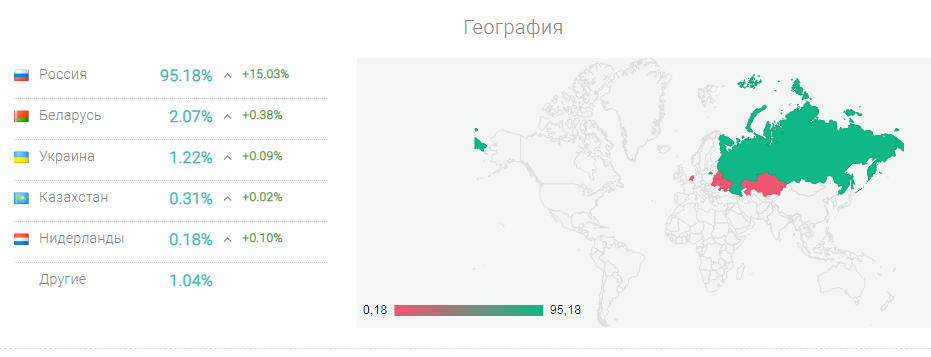 География
Россия 95.18% +15.03%
Беларусь 2.07% +0.38%
Украина 1.22% +0.09%
Казахстан 0.31% +0.02%
Нидерланды 0.18% +0.10%
Другие 1.04%
0,18 95,18